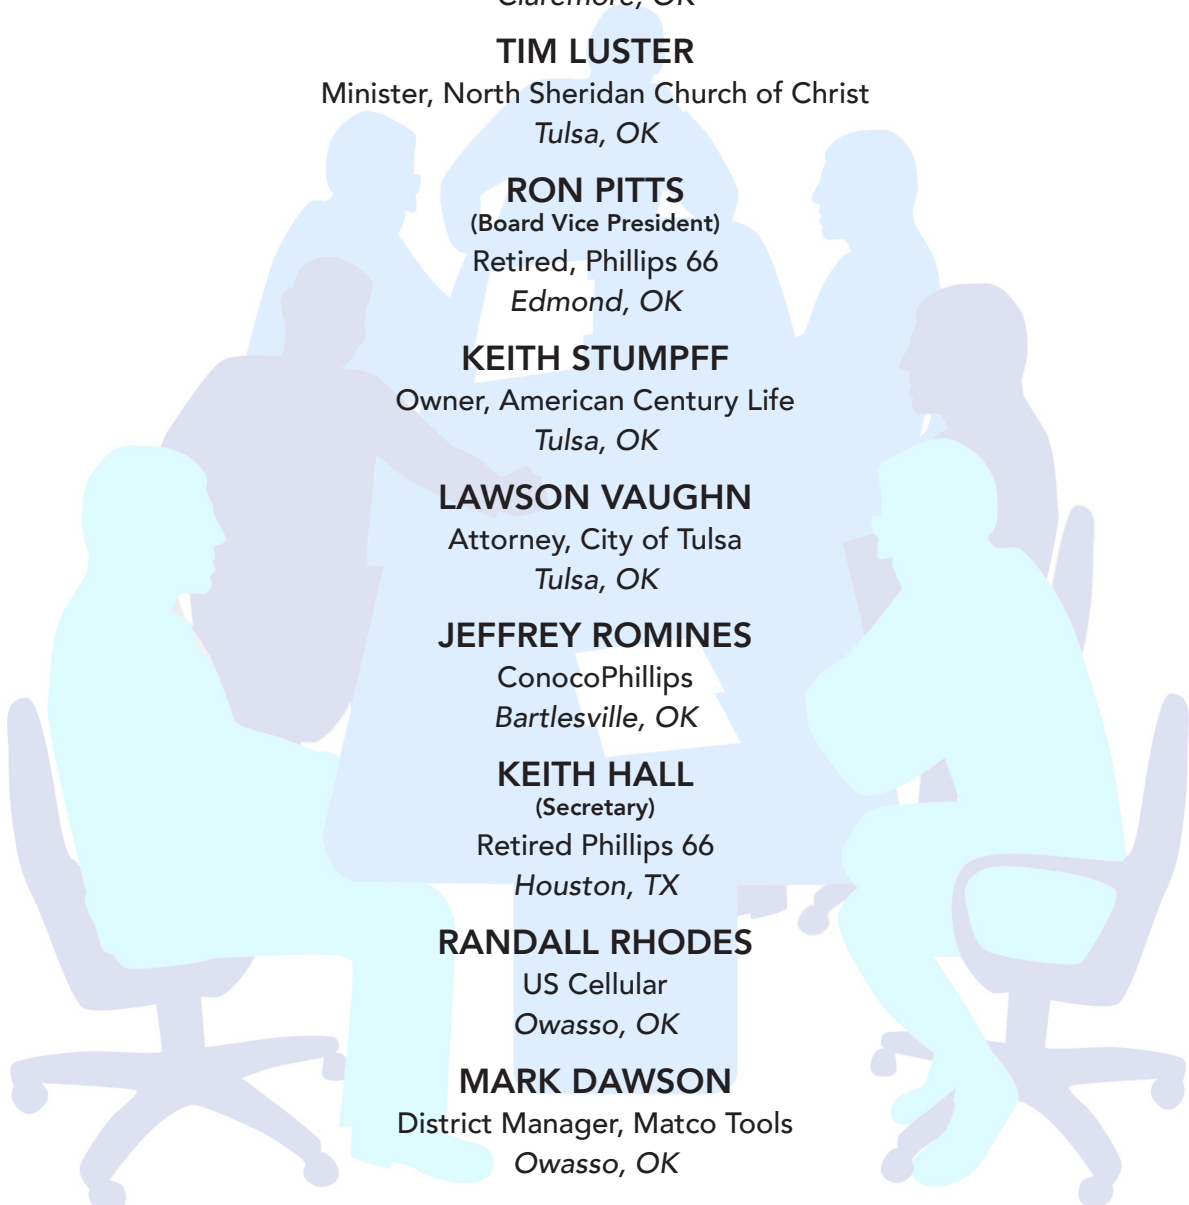 Claremore, OK
TIM LUSTER
Minister, North Sheridan Church of Christ
Tulsa, OK
RON PITTS
(Board Vice President)
Retired, Phillips 66
Edmond, OK
KEITH STUMPFF
Owner, American Century Life
Tulsa, OK
LAWSON VAUGHN
Attorney, City of Tulsa
Tulsa, OK
JEFFREY ROMINES
ConocoPhillips
Bartlesville, OK
KEITH HALL
(Secretary)
Retired Phillips 66
Houston, TX
RANDALL RHODES
US Cellular
Owasso, OK
MARK DAWSON
District Manager, Matco Tools
Owasso, OK